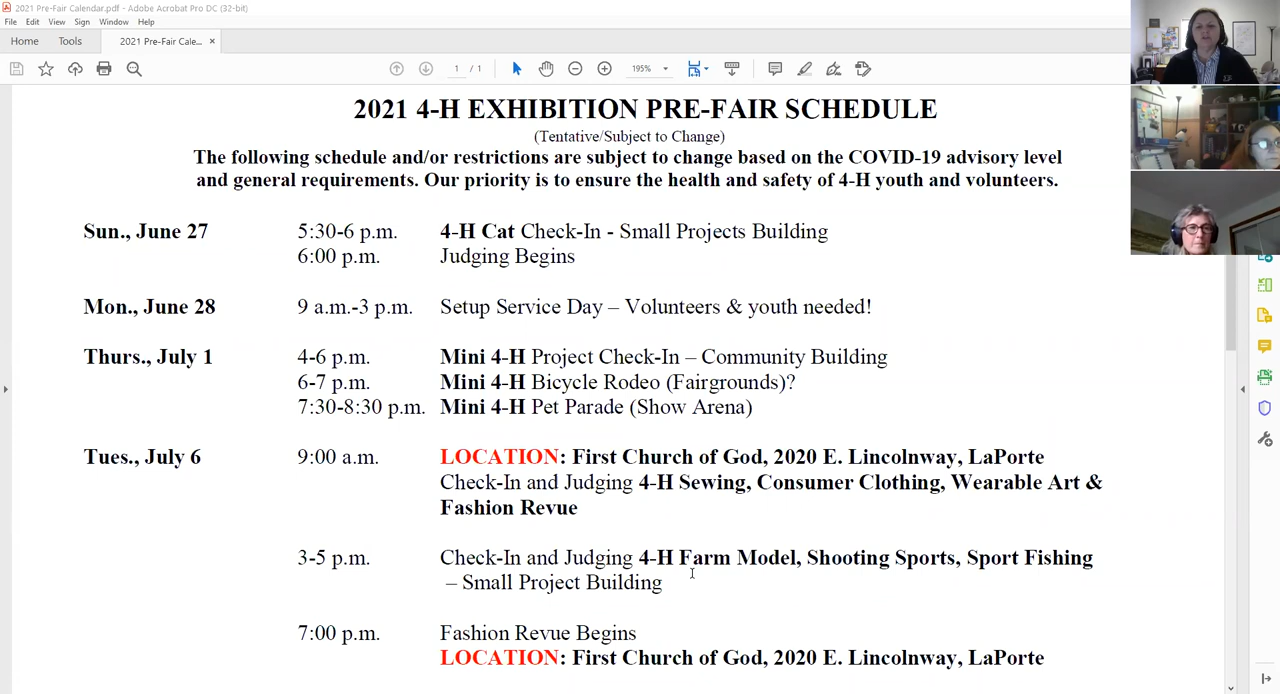 2021 Pre-Fair Calendar.pdf - Adobe Acrobat Pro DC (32-bit)
File Edit View Sign Window Help
Home Tools 2021 Pre-Fair Cale... ×
1 / 1 195%
2021 4-H EXHIBITION PRE-FAIR SCHEDULE
(Tentative/Subject to Change)
The following schedule and/or restrictions are subject to change based on the COVID-19 advisory level
and general requirements. Our priority is to ensure the health and safety of 4-H youth and volunteers.
Sun., June 27 5:30-6 p.m. 4-H Cat Check-In - Small Projects Building
6:00 p.m. Judging Begins
Mon., June 28 9 a.m.-3 p.m. Setup Service Day – Volunteers & youth needed!
Thurs., July 1 4-6 p.m. Mini 4-H Project Check-In – Community Building
6-7 p.m. Mini 4-H Bicycle Rodeo (Fairgrounds)?
7:30-8:30 p.m. Mini 4-H Pet Parade (Show Arena)
Tues., July 6 9:00 a.m. LOCATION: First Church of God, 2020 E. Lincolnway, LaPorte
Check-In and Judging 4-H Sewing, Consumer Clothing, Wearable Art &
Fashion Revue
3-5 p.m. Check-In and Judging 4-H Farm Model, Shooting Sports, Sport Fishing
– Small Project Building
7:00 p.m. Fashion Revue Begins
LOCATION: First Church of God, 2020 E. Lincolnway, LaPorte